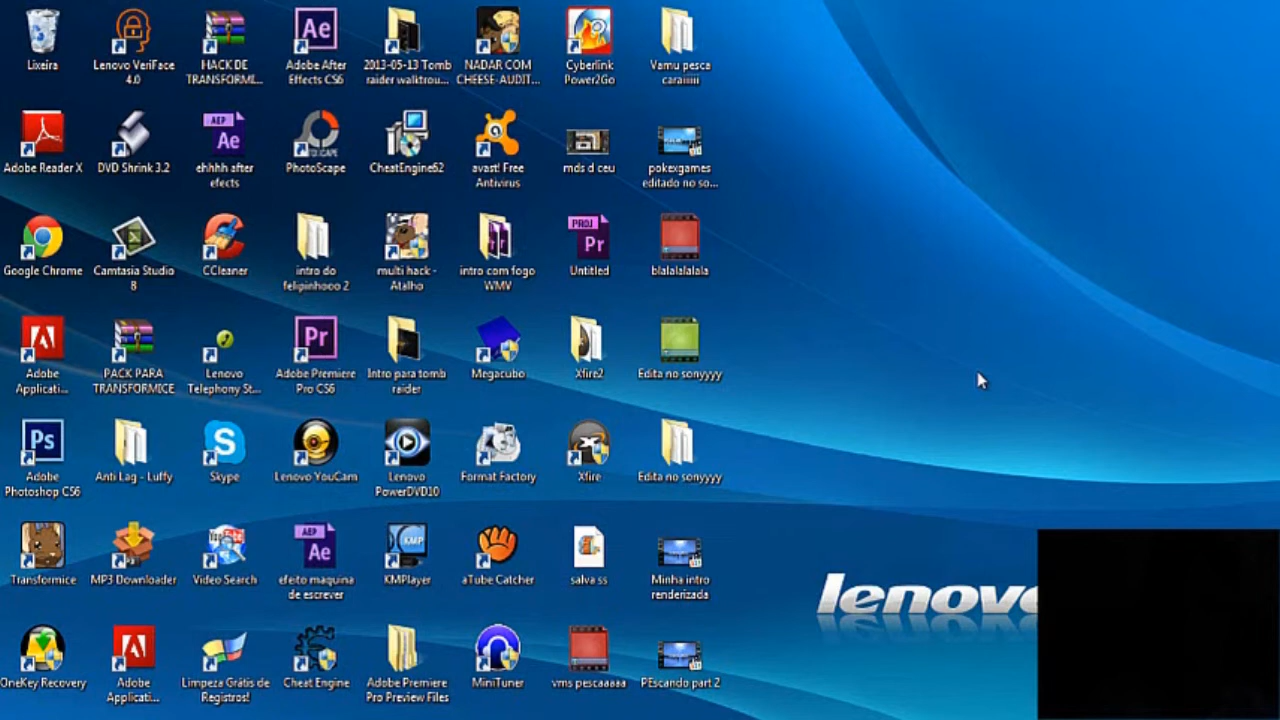 Lixeira
Lenovo VeriFace
4.0
HACK DE
TRANSFORMI...
Adobe After
Effects CS6
2013-05-13 Tomb
raider walktrou...
NADAR COM
CHEESE-AUDIT...
Cyberlink
Power2Go
Vamu pesca
caraiiiii
Adobe Reader X
DVD Shrink 3.2
ehhhh after
efects
PhotoScape
CheatEngine62
avast! Free
Antivirus
mds d ceu
pokexgames
editado no so...
Google Chrome
Camtasia Studio
8
CCleaner
intro do
felipinhooo 2
multi hack -
Atalho
intro com fogo
WMV
Untitled
blalalalalala
Adobe
Applicati...
PACK PARA
TRANSFORMICE
Lenovo
Telephony St...
Adobe Premiere
Pro CS6
Intro para tomb
raider
Megacubo
Xfire2
Edita no sonyyyy
Adobe
Photoshop CS6
Anti Lag - Luffy
Skype
Lenovo YouCam
Lenovo
PowerDVD10
Format Factory
Xfire
Edita no sonyyyy
Transformice
MP3 Downloader
Video Search
efeito maquina
de escrever
KMPlayer
aTube Catcher
salva ss
Minha intro
renderizada
lenovo
OneKey Recovery
Adobe
Applicati...
Limpeza Grátis de
Registros!
Cheat Engine
Adobe Premiere
Pro Preview Files
MiniTuner
vms pescaaaaa
PEscando part 2